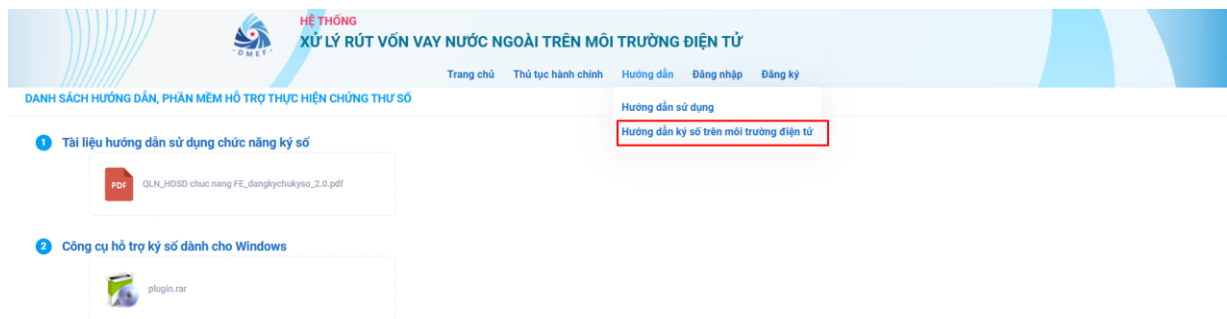 HỆ THỐNG
XỬ LÝ RÚT VỐN VAY NƯỚC NGOÀI TRÊN MÔI TRƯỜNG ĐIỆN TỬ
DMEF
Trang chủ Thủ tục hành chính Hướng dẫn Đăng nhập Đăng ký
DANH SÁCH HƯỚNG DẪN, PHẦN MỀM HỖ TRỢ THỰC HIỆN CHỨNG THƯ SỐ
Hướng dẫn sử dụng
Hướng dẫn ký số trên môi trường điện tử
1 Tài liệu hướng dẫn sử dụng chức năng ký số
PDF QLN_HDSD chuc nang FE_dangkychukyso_2.0.pdf
2 Công cụ hỗ trợ ký số dành cho Windows
plugin.rar